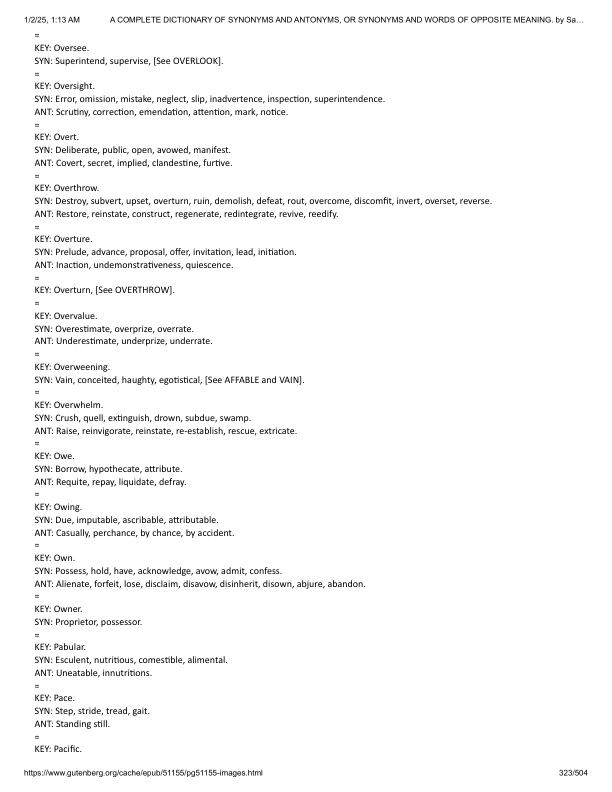 1/2/25, 1:13 AM A COMPLETE DICTIONARY OF SYNONYMS AND ANTONYMS, OR SYNONYMS AND WORDS OF OPPOSITE MEANING. by Sa…
=
KEY: Oversee.
SYN: Superintend, supervise, [See OVERLOOK].
=
KEY: Oversight.
SYN: Error, omission, mistake, neglect, slip, inadvertence, inspection, superintendence.
ANT: Scrutiny, correction, emendation, attention, mark, notice.
=
KEY: Overt.
SYN: Deliberate, public, open, avowed, manifest.
ANT: Covert, secret, implied, clandestine, furtive.
=
KEY: Overthrow.
SYN: Destroy, subvert, upset, overturn, ruin, demolish, defeat, rout, overcome, discomfit, invert, overset, reverse.
ANT: Restore, reinstate, construct, regenerate, redintegrate, revive, reedify.
=
KEY: Overture.
SYN: Prelude, advance, proposal, offer, invitation, lead, initiation.
ANT: Inaction, undemonstrativeness, quiescence.
=
KEY: Overturn, [See OVERTHROW].
=
KEY: Overvalue.
SYN: Overestimate, overprize, overrate.
ANT: Underestimate, underprize, underrate.
=
KEY: Overweening.
SYN: Vain, conceited, haughty, egotistical, [See AFFABLE and VAIN].
=
KEY: Overwhelm.
SYN: Crush, quell, extinguish, drown, subdue, swamp.
ANT: Raise, reinvigorate, reinstate, re-establish, rescue, extricate.
=
KEY: Owe.
SYN: Borrow, hypothecate, attribute.
ANT: Requite, repay, liquidate, defray.
=
KEY: Owing.
SYN: Due, imputable, ascribable, attributable.
ANT: Casually, perchance, by chance, by accident.
=
KEY: Own.
SYN: Possess, hold, have, acknowledge, avow, admit, confess.
ANT: Alienate, forfeit, lose, disclaim, disavow, disinherit, disown, abjure, abandon.
=
KEY: Owner.
SYN: Proprietor, possessor.
=
KEY: Pabular.
SYN: Esculent, nutritious, comestible, alimental.
ANT: Uneatable, innutritions.
=
KEY: Pace.
SYN: Step, stride, tread, gait.
ANT: Standing still.
=
KEY: Pacific.
https://www.gutenberg.org/cache/epub/51155/pg51155-images.html 323/504